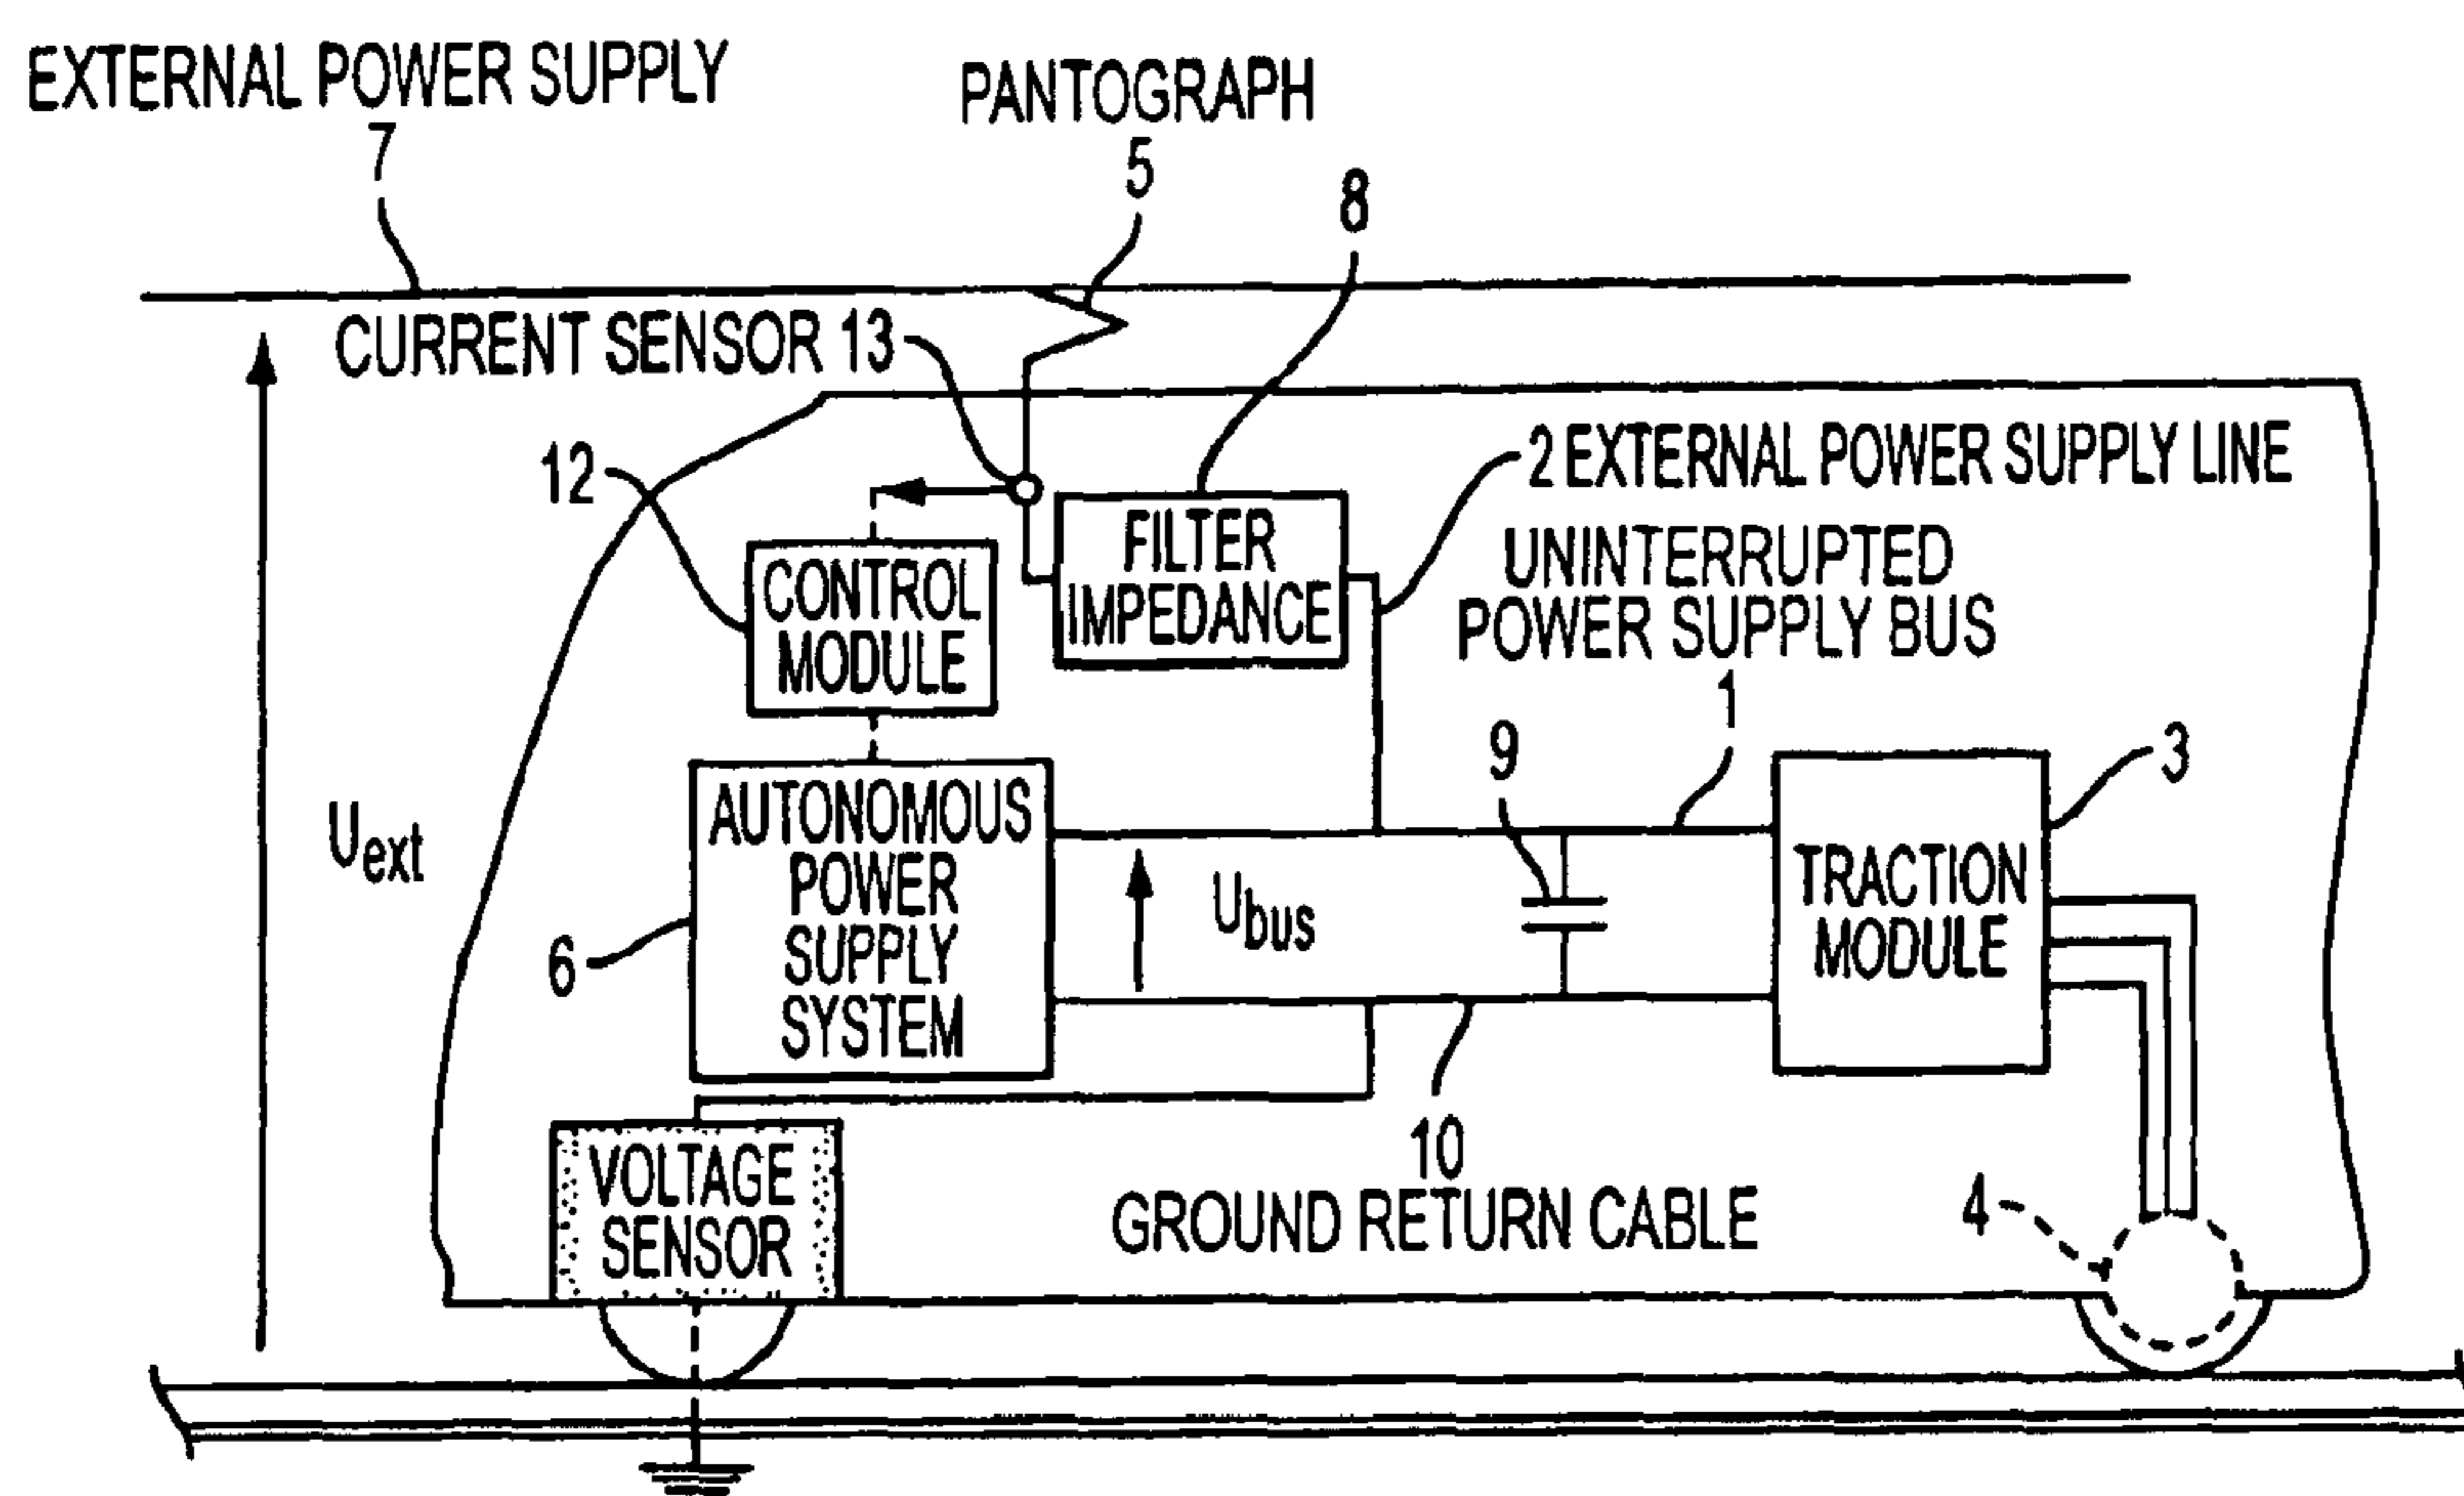 EXTERNAL POWER SUPPLY
7
PANTOGRAPH
5
8
CURRENT SENSOR 13
12
2 EXTERNAL POWER SUPPLY LINE
FILTER
IMPEDANCE
UNINTERRUPTED
POWER SUPPLY BUS
1
CONTROL
MODULE
9
3
AUTONOMOUS
POWER
SUPPLY
SYSTEM
6
Uext
Ubus
TRACTION
MODULE
10
GROUND RETURN CABLE
VOLTAGE
SENSOR
4